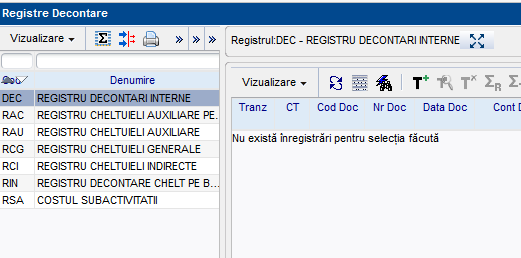 Registre Decontare
Vizualizare
Registrul:DEC - REGISTRU DECONTARI INTERNE
Denumire
DEC REGISTRU DECONTARI INTERNE
RAC REGISTRU CHELTUIELI AUXILIARE PE...
RAU REGISTRU CHELTUIELI AUXILIARE
RCG REGISTRU CHELTUIELI GENERALE
RCI REGISTRU CHELTUIELI INDIRECTE
RIN REGISTRU DECONTARE CHELT PE B...
RSA COSTUL SUBACTIVITATII
Vizualizare
Tranz CT Cod Doc Nr Doc Data Doc Cont D
Nu există înregistrări pentru selecția făcută